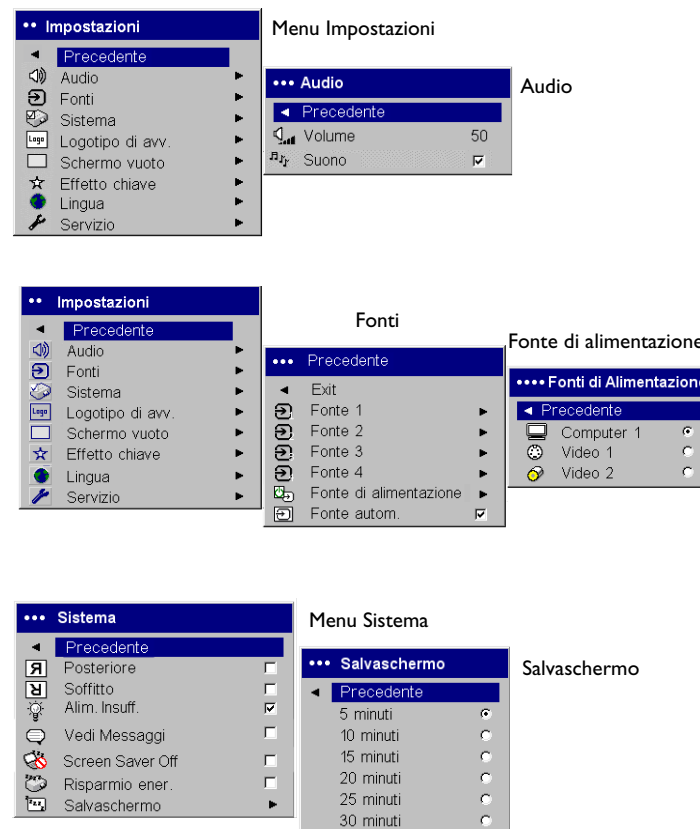 •• Impostazioni
Menu Impostazioni
Precedente
Audio
Fonti
Sistema
Logo Logotipo di avv.
Schermo vuoto
Effetto chiave
Lingua
Servizio
••• Audio
Audio
Precedente
Volume 50
Suono
•• Impostazioni
Precedente
Audio
Fonti
Sistema
Logo Logotipo di avv.
Schermo vuoto
Effetto chiave
Lingua
Servizio
Fonti
••• Precedente
Exit
Fonte 1
Fonte 2
Fonte 3
Fonte 4
Fonte di alimentazione
Fonte autom.
Fonte di alimentazione
•••• Fonti di Alimentazione
Precedente
Computer 1
Video 1
Video 2
••• Sistema
Menu Sistema
Precedente
Posteriore
Soffitto
Alim. Insuff.
Vedi Messaggi
Screen Saver Off
Risparmio ener.
Salvaschermo
••• Salvaschermo
Salvaschermo
Precedente
5 minuti
10 minuti
15 minuti
20 minuti
25 minuti
30 minuti